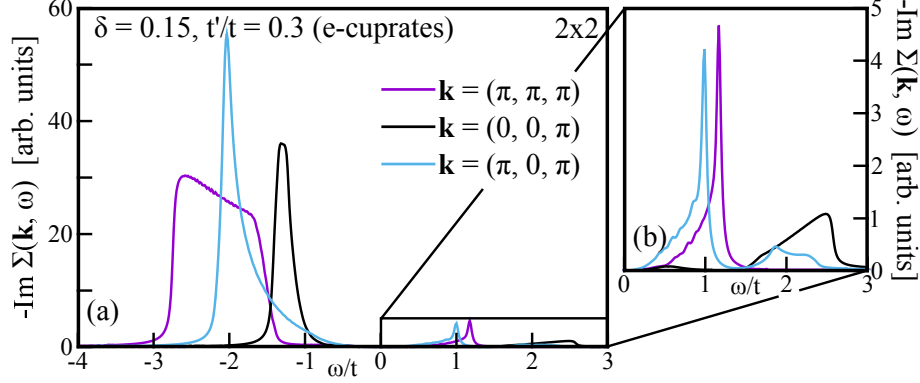 δ = 0.15, t'/t = 0.3 (e-cuprates)
2x2
k = (π, π, π)
k = (0, 0, π)
k = (π, 0, π)
-Im Σ(k, ω) [arb. units]
60
40
20
0
(a)
-4
-3
-2
-1
0
1
2
3
ω/t
-Im Σ(k, ω) [arb. units]
5
4
3
2
1
0
(b)
0
1
2
3
ω/t